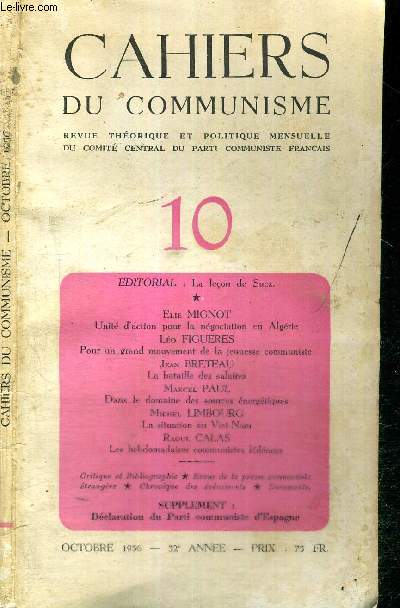 Le-Livre.com
CAHIERS
DU COMMUNISME
REVUE THÉORIQUE ET POLITIQUE MENSUELLE
DU COMITÉ CENTRAL DU PARTI COMMUNISTE FRANÇAIS
10
EDITORIAL : La leçon de Suez.
★
Elie MIGNOT
Unité d'action pour la négociation en Algérie
Léo FIGUERES
Pour un grand mouvement de la jeunesse communiste
Jean BRETEAU
La bataille des salaires
Marcel PAUL
Dans le domaine des sources énergétiques
Michel LIMBOURG
La situation au Viet-Nam
Raoul CALAS
Les hebdomadaires communistes fédéraux
Critique et Bibliographie ★ Revue de la presse communiste
étrangère ★ Chronique des événements ★ Documents.
SUPPLEMENT :
Déclaration du Parti communiste d'Espagne
OCTOBRE 1956 — 32e ANNEE — PRIX : 75 FR.
CAHIERS DU COMMUNISME — OCTOBRE 1956